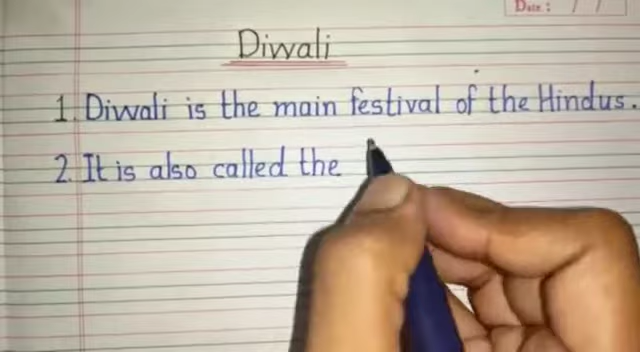 Date: / /
Diwali
1. Diwali is the main festival of the Hindus.
2. It is also called the